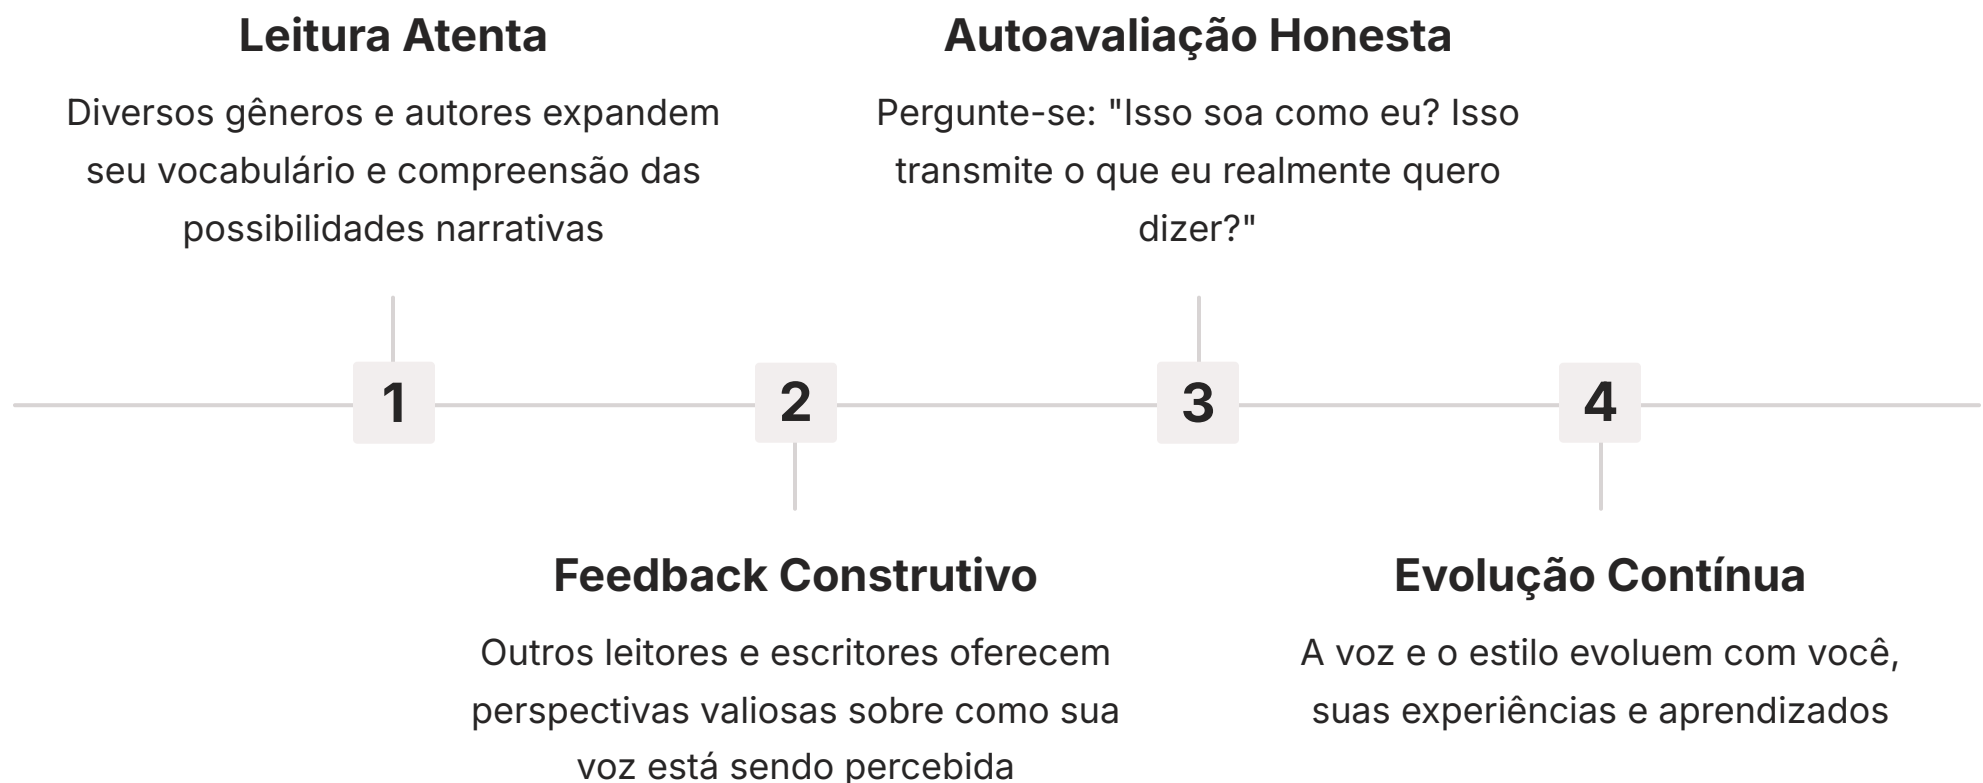 Leitura Atenta
Diversos gêneros e autores expandem
seu vocabulário e compreensão das
possibilidades narrativas
1
Feedback Construtivo
Outros leitores e escritores oferecem
perspectivas valiosas sobre como sua
voz está sendo percebida
2
Autoavaliação Honesta
Pergunte-se: "Isso soa como eu? Isso
transmite o que eu realmente quero
dizer?"
3
Evolução Contínua
A voz e o estilo evoluem com você,
suas experiências e aprendizados
4